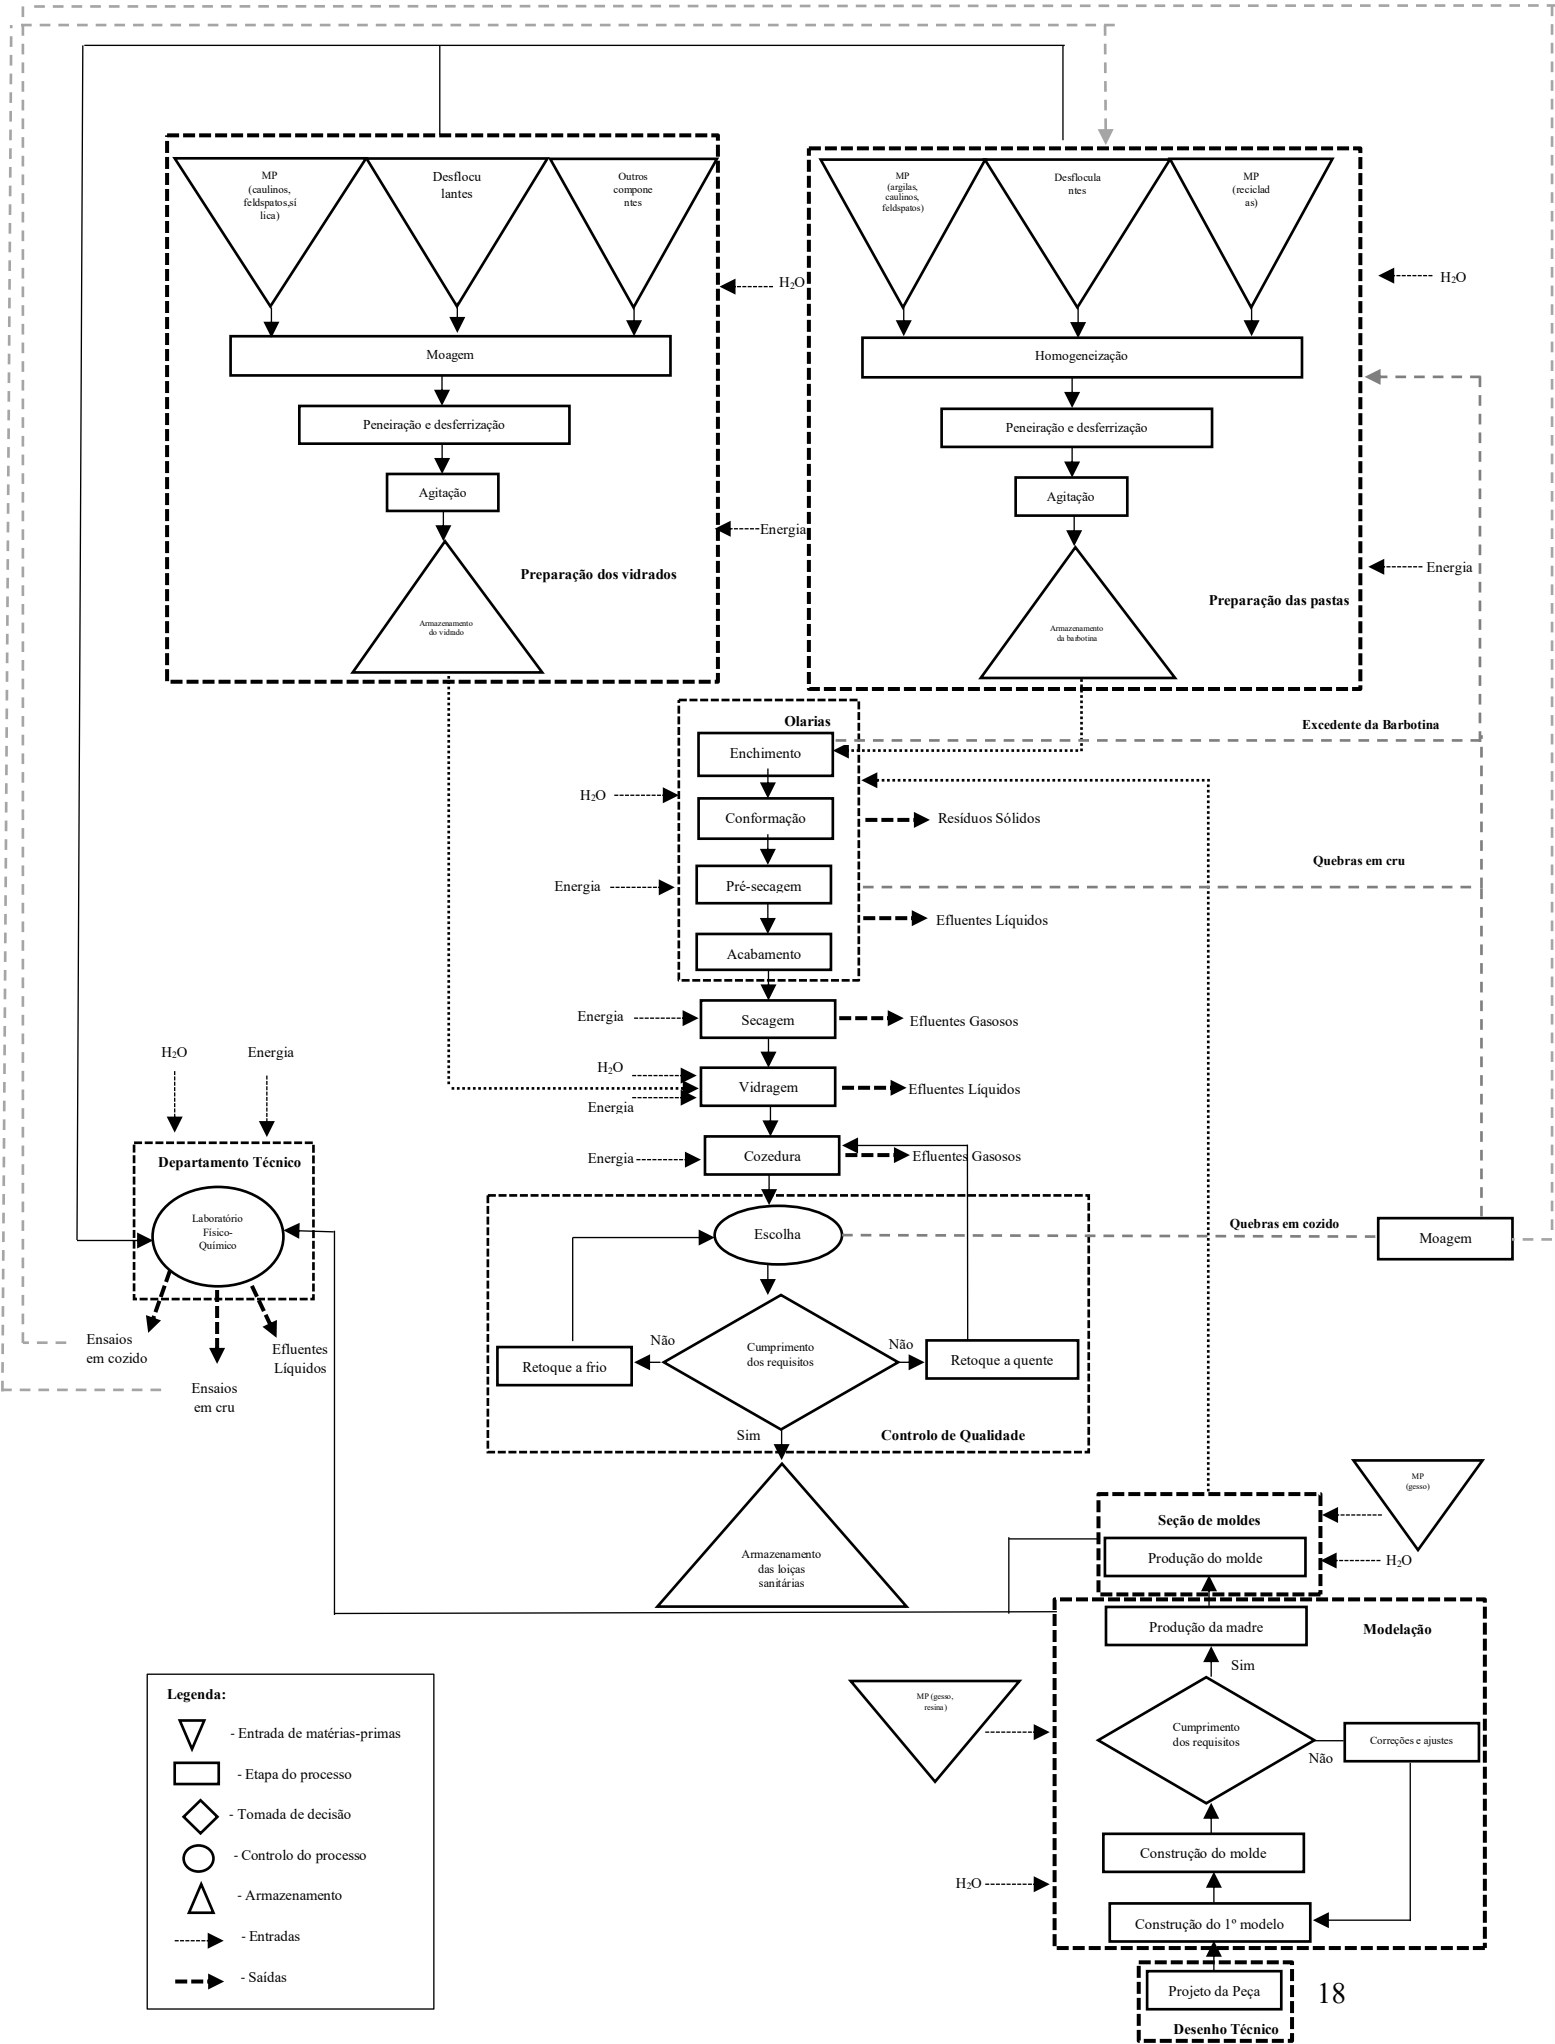 MP
(caulinos,
feldspatos,sí
lica)
Desflocu
lantes
Outros
compone
ntes
H2O
Moagem
Peneiração e desferrização
Agitação
Energia
Preparação dos vidrados
Armazenamento
do vidrado
MP
(argilas,
caulinos,
feldspatos)
Desflocula
ntes
MP
(reciclad
as)
H2O
Homogeneização
Peneiração e desferrização
Agitação
Energia
Preparação das pastas
Armazenamento
da barbotina
Olarias
Excedente da Barbotina
Enchimento
H2O
Conformação
Resíduos Sólidos
Quebras em cru
Energia
Pré-secagem
Efluentes Líquidos
Acabamento
Energia
Secagem
Efluentes Gasosos
H2O
Vidragem
Efluentes Líquidos
Energia
Energia
Cozedura
Efluentes Gasosos
H2O
Energia
Departamento Técnico
Laboratório
Físico-
Químico
Ensaios
em cozido
Ensaios
em cru
Efluentes
Líquidos
Escolha
Quebras em cozido
Moagem
Não
Cumprimento
dos requisitos
Não
Retoque a frio
Retoque a quente
Sim
Controlo de Qualidade
Armazenamento
das loiças
sanitárias
MP
(gesso)
Seção de moldes
Produção do molde
H2O
Produção da madre
Modelação
Sim
MP (gesso,
resina)
Cumprimento
dos requisitos
Não
Correções e ajustes
Construção do molde
H2O
Construção do 1º modelo
Projeto da Peça
Desenho Técnico
18
Legenda:
- Entrada de matérias-primas
- Etapa do processo
- Tomada de decisão
- Controlo do processo
- Armazenamento
- Entradas
- Saídas